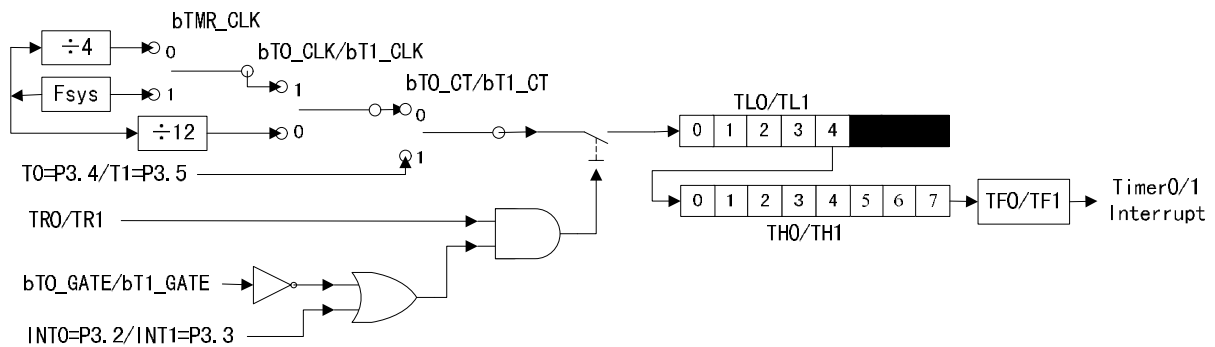 bTMR_CLK
÷4
0
bT0_CLK/bT1_CLK
Fsys
1
1
bT0_CT/bT1_CT
0
÷12
0
TL0/TL1
0 1 2 3 4
T0=P3.4/T1=P3.5
1
0 1 2 3 4 5 6 7
TH0/TH1
TF0/TF1
Timer0/1
Interrupt
TR0/TR1
bT0_GATE/bT1_GATE
INT0=P3.2/INT1=P3.3